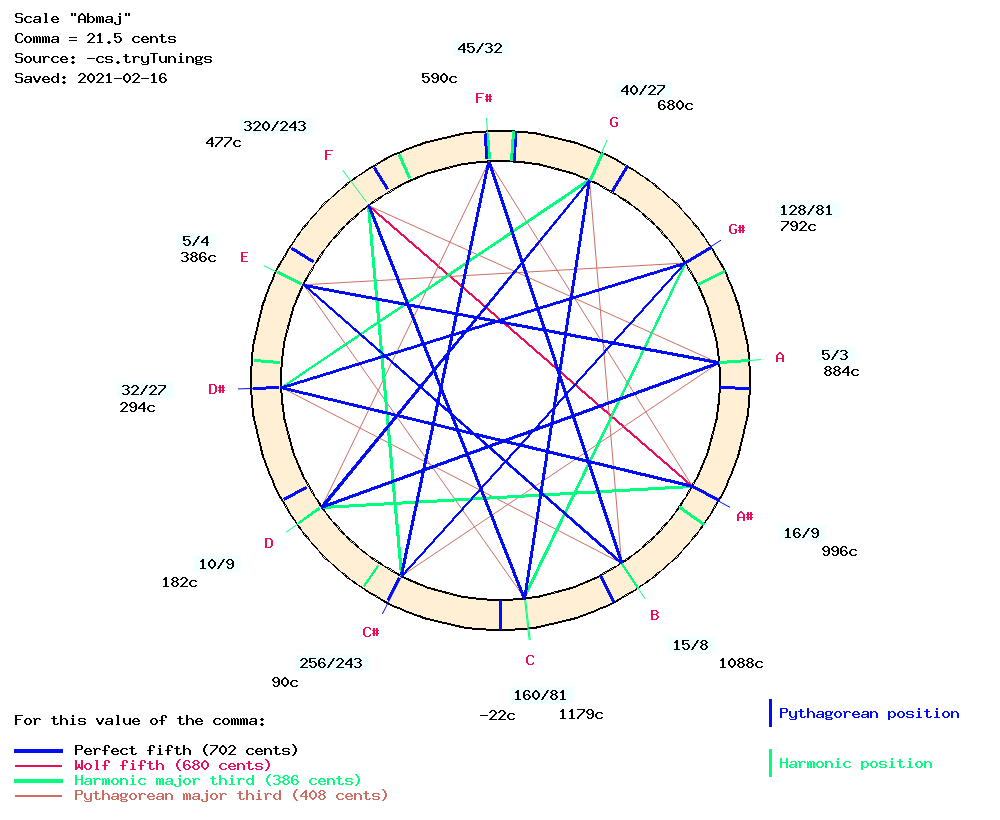 Scale "Abmaj"
Comma = 21.5 cents
Source: -cs.tryTunings
Saved: 2021-02-16
45/32
590c
F#
40/27
680c
G
320/243
477c
F
128/81
792c
G#
5/4
386c
E
5/3
884c
A
32/27
294c
D#
16/9
996c
A#
10/9
182c
D
15/8
1088c
B
256/243
90c
C#
C
160/81
-22c 1179c
For this value of the comma:
Perfect fifth (702 cents)
Wolf fifth (680 cents)
Harmonic major third (386 cents)
Pythagorean major third (408 cents)
Pythagorean position
Harmonic position